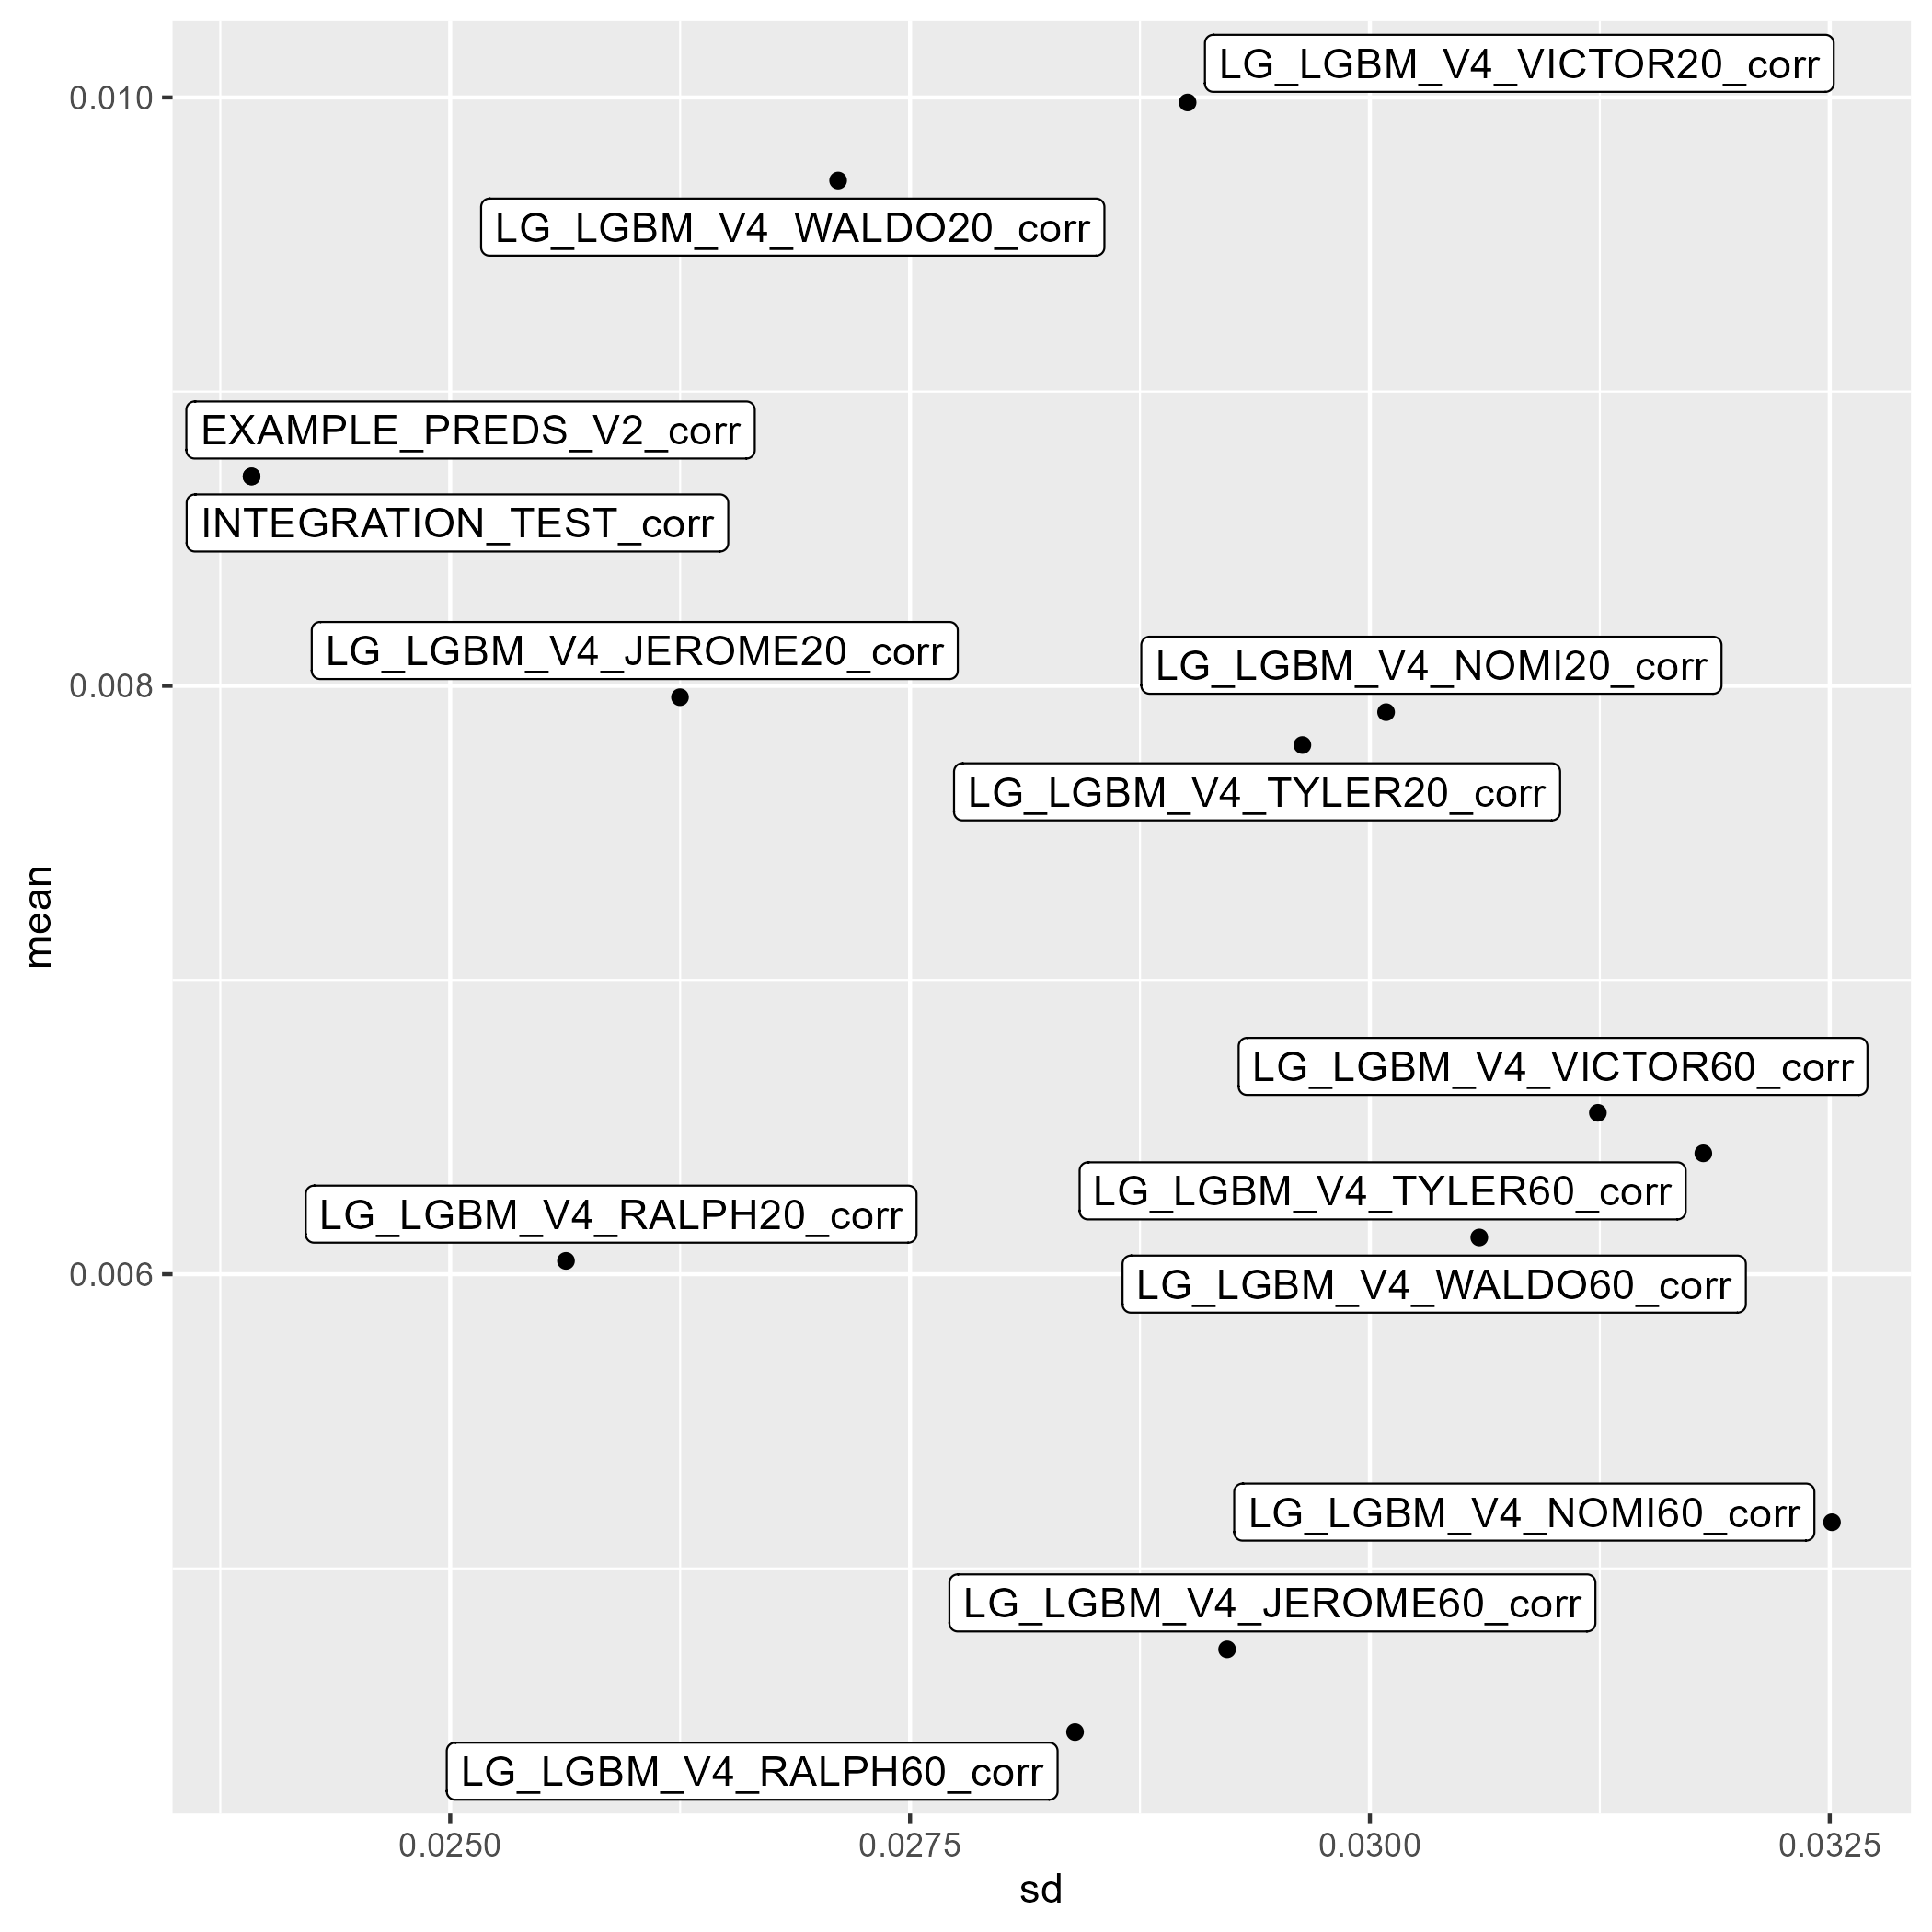 LG_LGBM_V4_VICTOR20_corr
0.010
LG_LGBM_V4_WALDO20_corr
EXAMPLE_PREDS_V2_corr
INTEGRATION_TEST_corr
LG_LGBM_V4_JEROME20_corr
LG_LGBM_V4_NOMI20_corr
0.008
LG_LGBM_V4_TYLER20_corr
mean
LG_LGBM_V4_VICTOR60_corr
LG_LGBM_V4_TYLER60_corr
LG_LGBM_V4_RALPH20_corr
0.006
LG_LGBM_V4_WALDO60_corr
LG_LGBM_V4_NOMI60_corr
LG_LGBM_V4_JEROME60_corr
LG_LGBM_V4_RALPH60_corr
0.0250 0.0275 0.0300 0.0325
sd